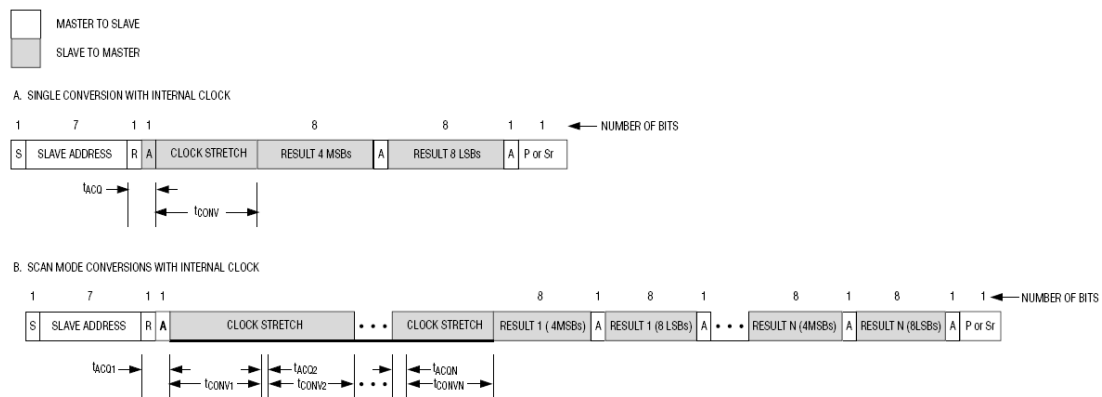 MASTER TO SLAVE
SLAVE TO MASTER
A. SINGLE CONVERSION WITH INTERNAL CLOCK
1 7 1 1 8 8 1 1 NUMBER OF BITS
S SLAVE ADDRESS R A CLOCK STRETCH RESULT 4 MSBs A RESULT 8 LSBs A P or Sr
tACQ
tCONV
B. SCAN MODE CONVERSIONS WITH INTERNAL CLOCK
1 7 1 1 8 1 8 1 8 1 8 1 1 NUMBER OF BITS
S SLAVE ADDRESS R A CLOCK STRETCH • • • CLOCK STRETCH RESULT 1 ( 4MSBs) A RESULT 1 (8 LSBs) A • • • RESULT N (4MSBs) A RESULT N (8LSBs) A P or Sr
tACQ1 tACQ2 tACQN
tCONV1 tCONV2 • • • tCONVN